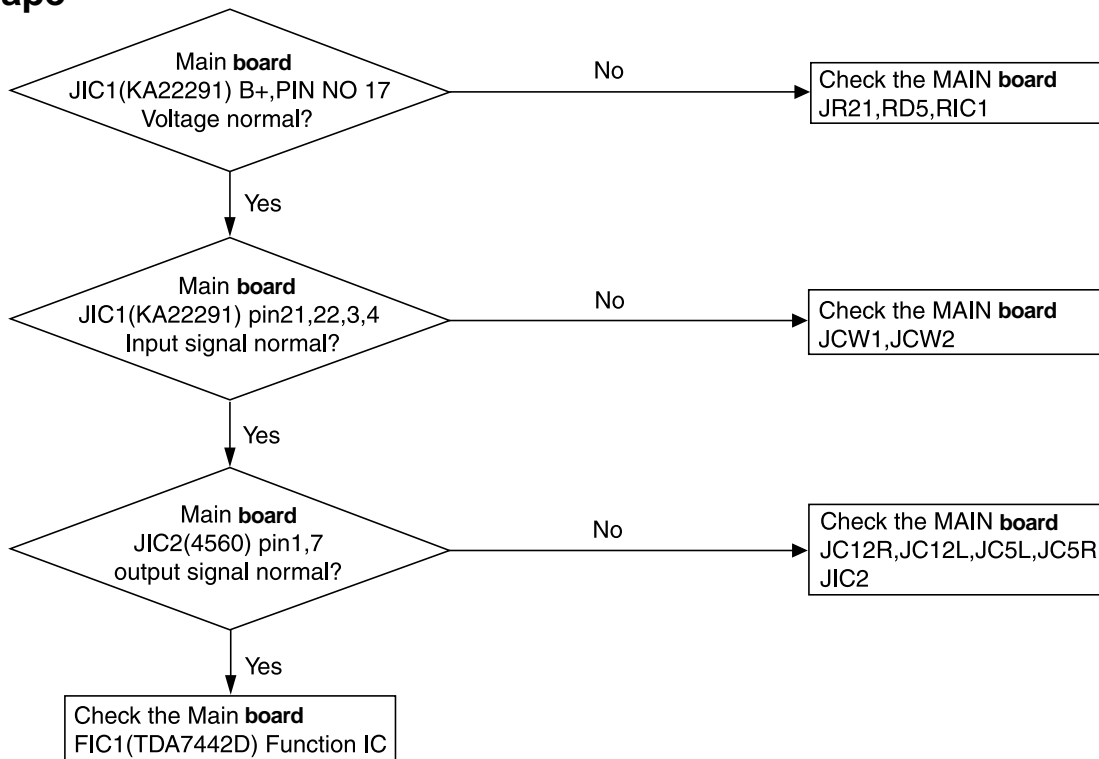 Main board
JIC1(KA22291) B+,PIN NO 17
Voltage normal?
No
Check the MAIN board
JR21,RD5,RIC1
Yes
Main board
JIC1(KA22291) pin21,22,3,4
Input signal normal?
No
Check the MAIN board
JCW1,JCW2
Yes
Main board
JIC2(4560) pin1,7
output signal normal?
No
Check the MAIN board
JC12R,JC12L,JC5L,JC5R
JIC2
Yes
Check the Main board
FIC1(TDA7442D) Function IC